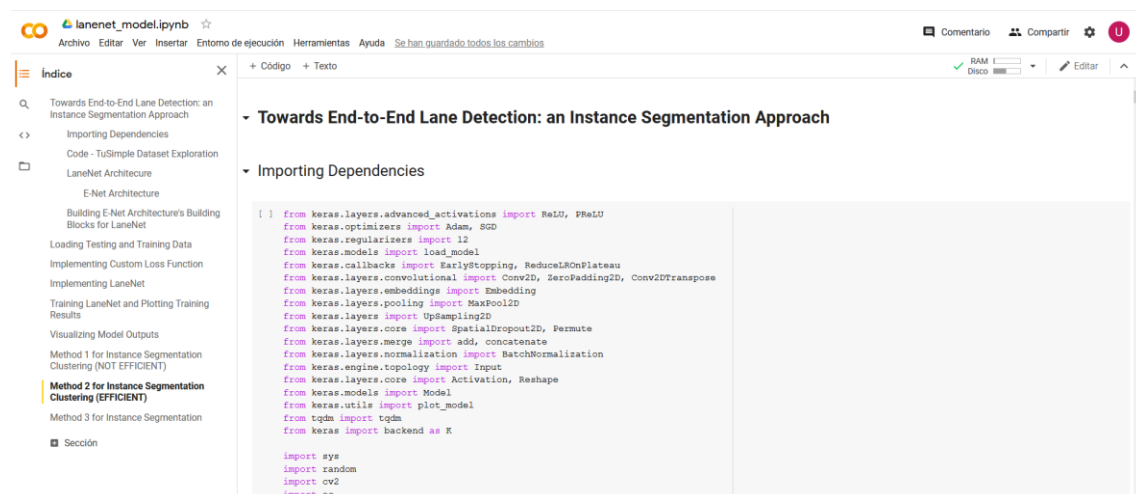 lanenet_model.ipynb
Archivo Editar Ver Insertar Entorno de ejecución Herramientas Ayuda Se han guardado todos los cambios
Comentario Compartir U
Índice
Towards End-to-End Lane Detection: an
Instance Segmentation Approach
Importing Dependencies
Code - TuSimple Dataset Exploration
LaneNet Architecure
E-Net Architecture
Building E-Net Architecture's Building
Blocks for LaneNet
Loading Testing and Training Data
Implementing Custom Loss Function
Implementing LaneNet
Training LaneNet and Plotting Training
Results
Visualizing Model Outputs
Method 1 for Instance Segmentation
Clustering (NOT EFFICIENT)
Method 2 for Instance Segmentation
Clustering (EFFICIENT)
Method 3 for Instance Segmentation
Sección
+ Código + Texto
RAM
Disco
Editar
Towards End-to-End Lane Detection: an Instance Segmentation Approach
Importing Dependencies
[ ] from keras.layers.advanced_activations import ReLU, PReLU
from keras.optimizers import Adam, SGD
from keras.regularizers import l2
from keras.models import load_model
from keras.callbacks import EarlyStopping, ReduceLROnPlateau
from keras.layers.convolutional import Conv2D, ZeroPadding2D, Conv2DTranspose
from keras.layers.embeddings import Embedding
from keras.layers.pooling import MaxPool2D
from keras.layers import UpSampling2D
from keras.layers.core import SpatialDropout2D, Permute
from keras.layers.merge import add, concatenate
from keras.layers.normalization import BatchNormalization
from keras.engine.topology import Input
from keras.layers.core import Activation, Reshape
from keras.models import Model
from keras.utils import plot_model
from tqdm import tqdm
from keras import backend as K
import sys
import random
import cv2